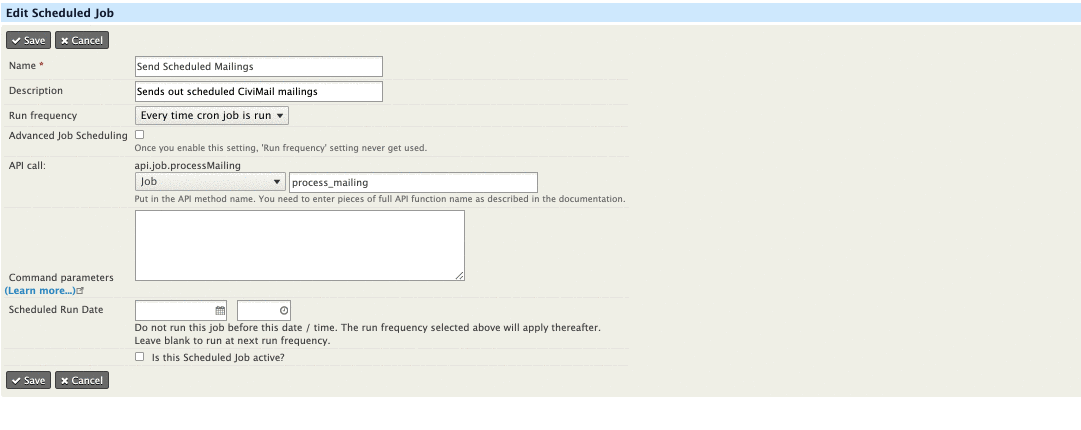 Edit Scheduled Job
Save Cancel
Name * Send Scheduled Mailings
Description Sends out scheduled CiviMail mailings
Run frequency Every time cron job is run
Advanced Job Scheduling
Once you enable this setting, 'Run frequency' setting never get used.
API call: api.job.processMailing
Job process_mailing
Put in the API method name. You need to enter pieces of full API function name as described in the documentation.
Command parameters
(Learn more...)
Scheduled Run Date
Do not run this job before this date / time. The run frequency selected above will apply thereafter.
Leave blank to run at next run frequency.
Is this Scheduled Job active?
Save Cancel